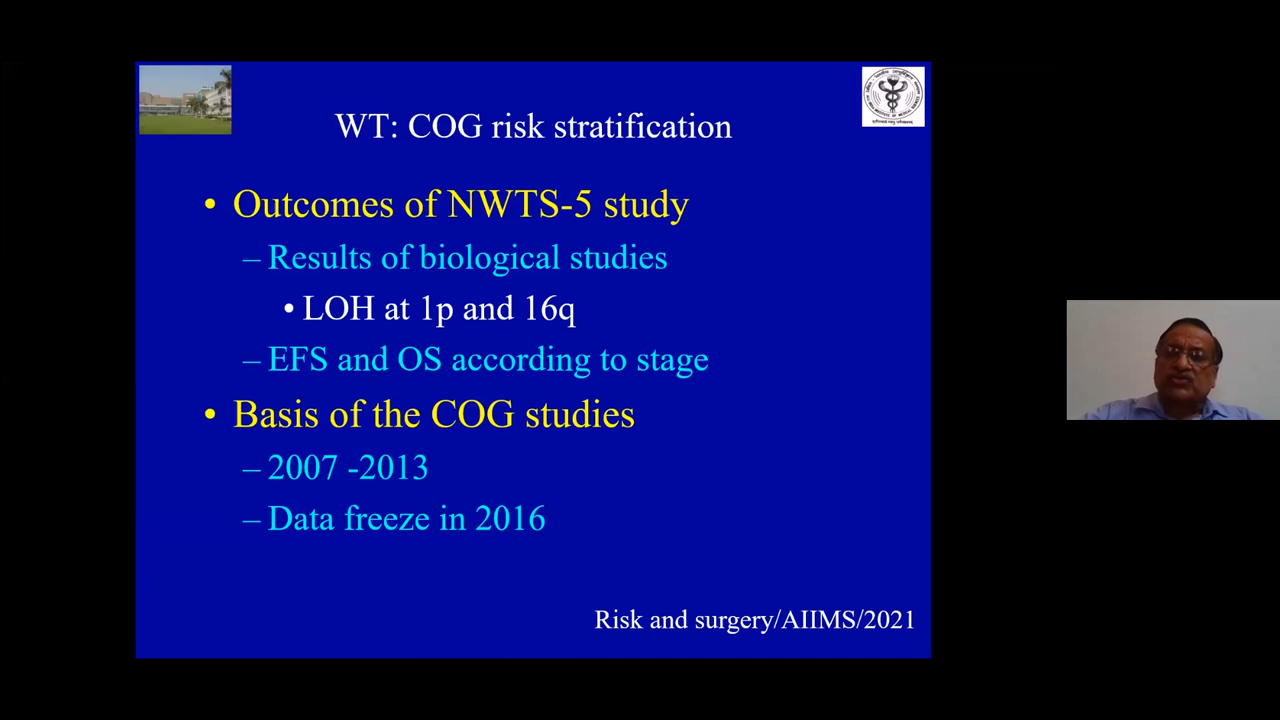 WT: COG risk stratification
• Outcomes of NWTS-5 study
– Results of biological studies
• LOH at 1p and 16q
– EFS and OS according to stage
• Basis of the COG studies
– 2007 -2013
– Data freeze in 2016
Risk and surgery/AIIMS/2021